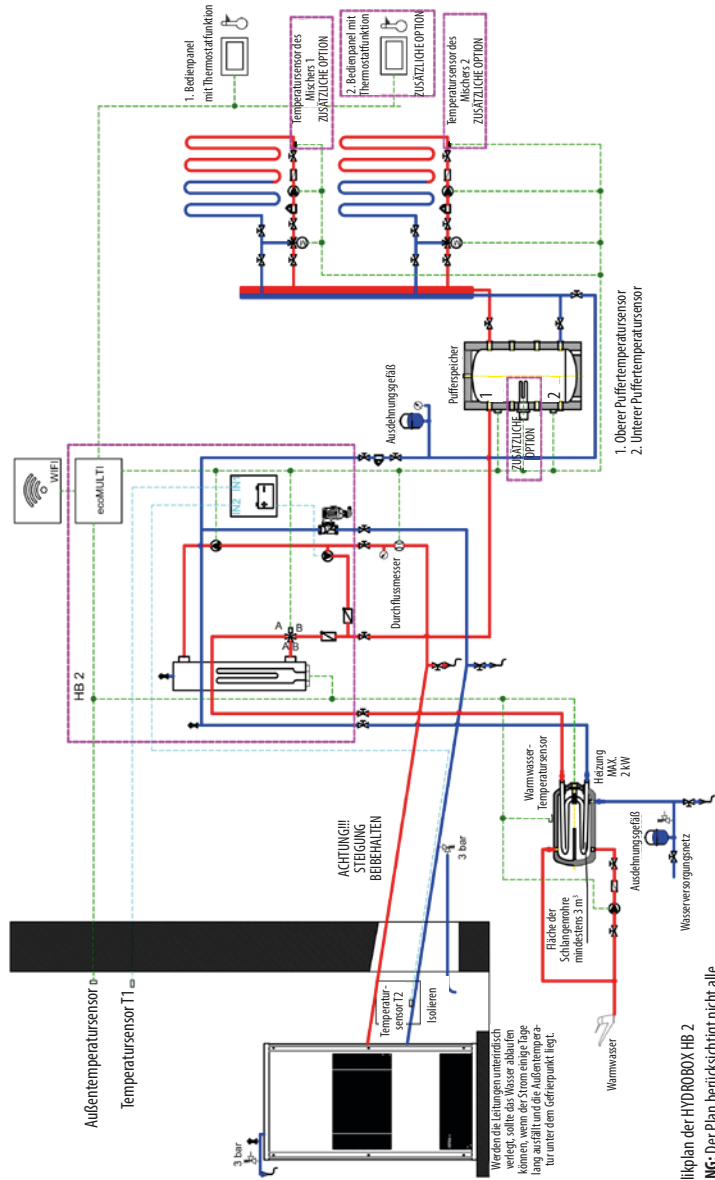 1. Bedienpanel
mit Thermostatfunktion
Temperatursensor des
Mischers 1
ZUSÄTZLICHE OPTION
2. Bedienpanel mit
Thermostatfunktion
ZUSÄTZLICHE OPTION
Temperatursensor des
Mischers 2
ZUSÄTZLICHE OPTION
WIFI
ecoMULTI
HB 2
IN2
IN1
A
B
AB
Durchflussmesser
Ausdehnungsgefäß
Pufferspeicher
1
2
ZUSÄTZLICHE
OPTION
1. Oberer Puffertemperatursensor
2. Unterer Puffertemperatursensor
Außentemperatursensor
Temperatursensor T1
ACHTUNG!!!
STEIGUNG
BEIBEHALTEN
3 bar
Temperatur-
sensor T2
Isolieren
3 bar
Werden die Leitungen unterirdisch
verlegt, sollte das Wasser ablaufen
können, wenn der Strom einige Tage
lang ausfällt und die Außentempera-
tur unter dem Gefrierpunkt liegt.
Warmwasser-
Temperatursensor
Heizung
MAX.
2 kW
Fläche der
Schlangenrohre
mindestens 3 m³
Ausdehnungsgefäß
Wasserversorgungsnetz
Warmwasser
likplan der HYDROBOX HB 2
NG: Der Plan berücksichtigt nicht alle